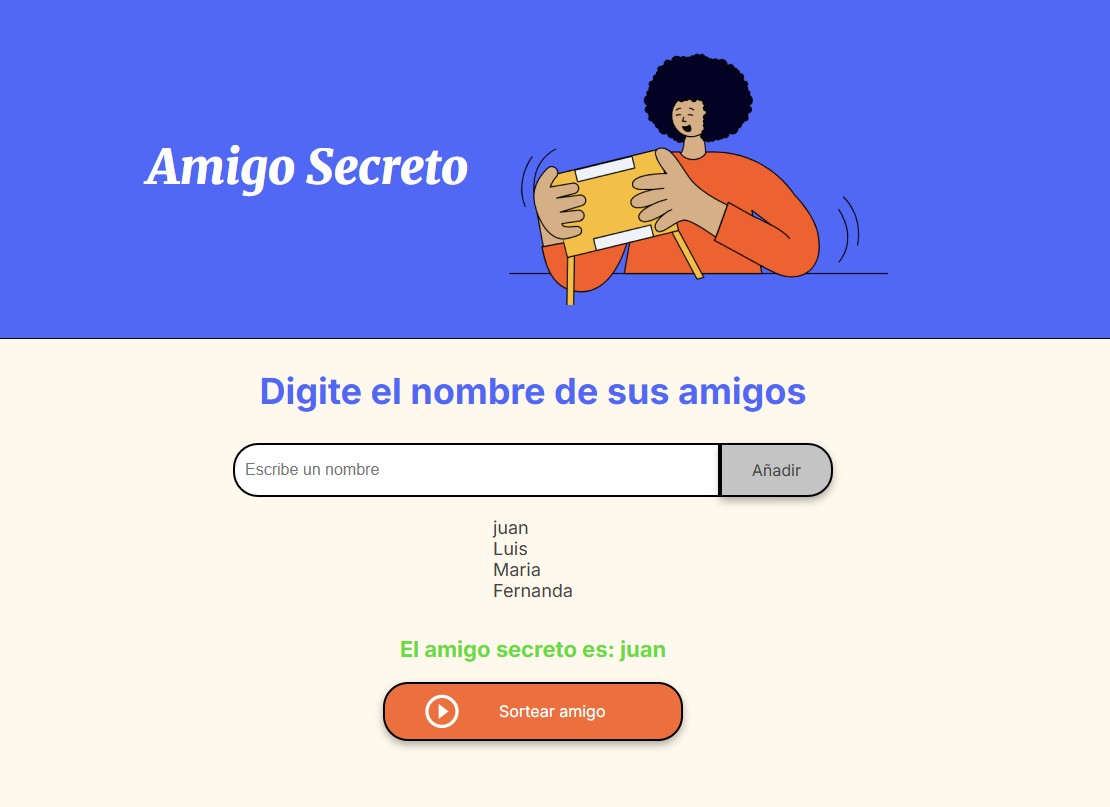 Amigo Secreto
Digite el nombre de sus amigos
Escribe un nombre
Añadir
juan
Luis
Maria
Fernanda
El amigo secreto es: juan
Sortear amigo